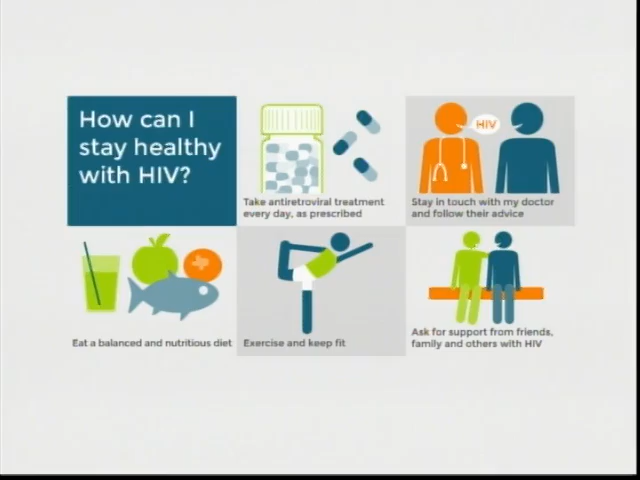 How can I
stay healthy
with HIV?
Take antiretroviral treatment
every day, as prescribed
HIV
Stay in touch with my doctor
and follow their advice
Eat a balanced and nutritious diet
Exercise and keep fit
Ask for support from friends,
family and others with HIV